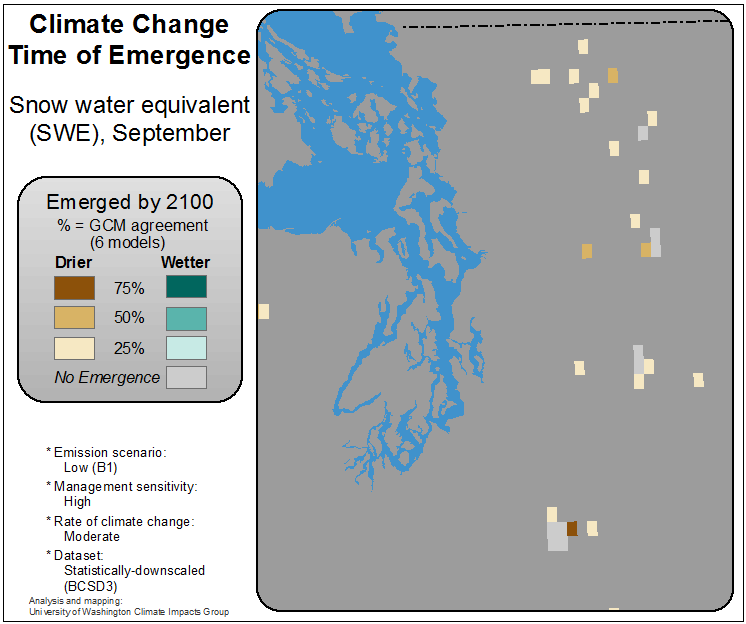 Climate Change
Time of Emergence
Snow water equivalent
(SWE), September
Emerged by 2100
% = GCM agreement
(6 models)
Drier Wetter
75%
50%
25%
No Emergence
* Emission scenario:
Low (B1)
* Management sensitivity:
High
* Rate of climate change:
Moderate
* Dataset:
Statistically-downscaled
(BCSD3)
Analysis and mapping:
University of Washington Climate Impacts Group